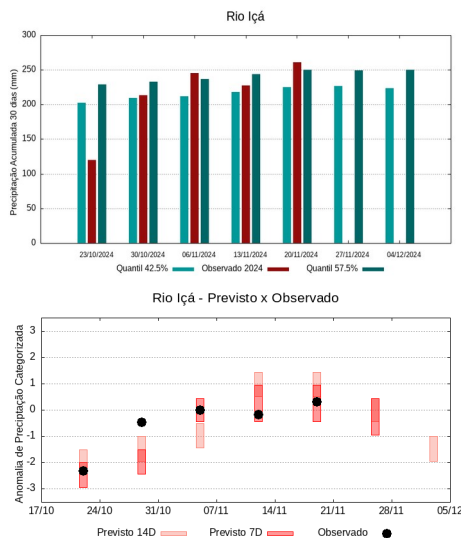 Rio Içá
Precipitação Acumulada 30 dias (mm)
300
250
200
150
100
50
0
23/10/2024 30/10/2024 06/11/2024 13/11/2024 20/11/2024 27/11/2024 04/12/2024
Quantil 42.5% Observado 2024 Quantil 57.5%
Rio Içá - Previsto x Observado
Anomalia de Precipitação Categorizada
3
2
1
0
-1
-2
-3
17/10 24/10 31/10 07/11 14/11 21/11 28/11 05/12
Previsto 14D Previsto 7D Observado